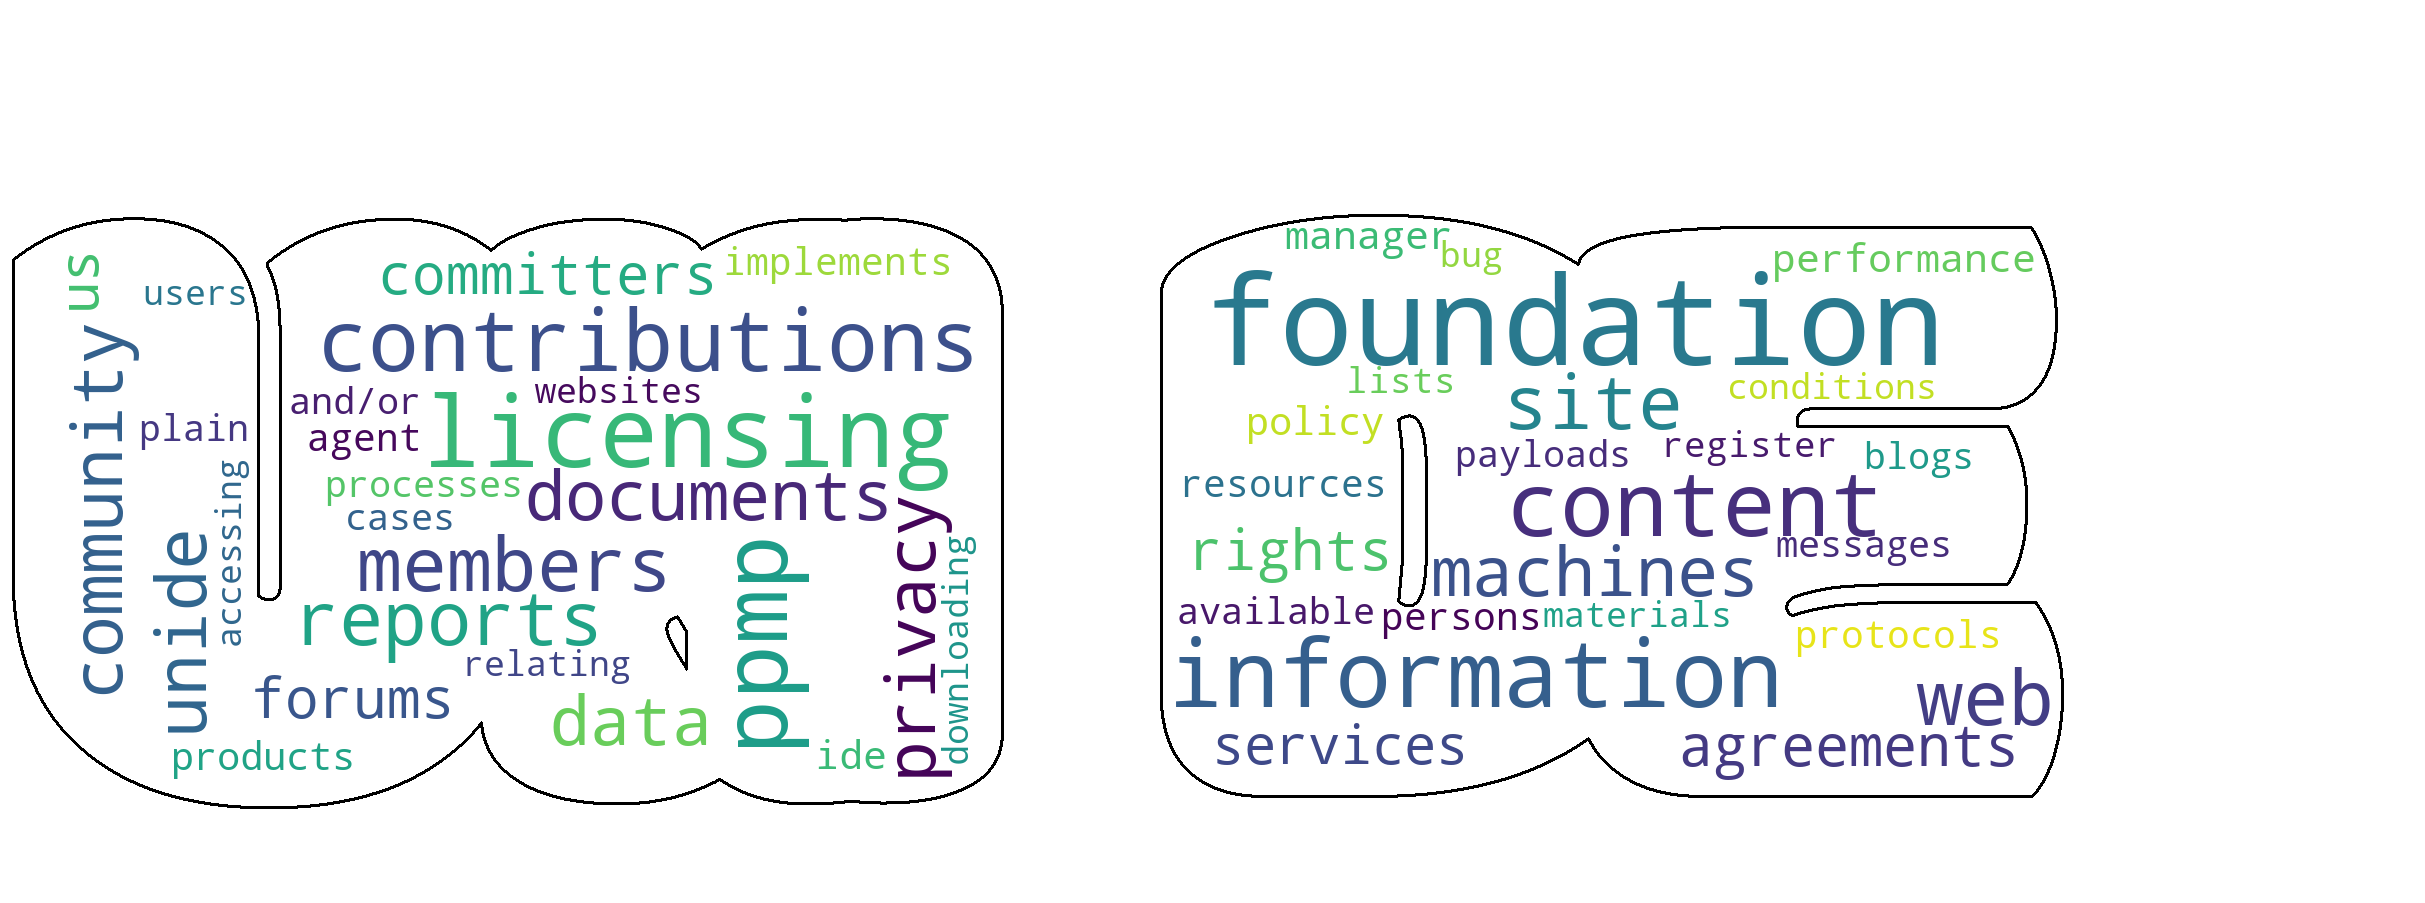 us
users
community
plain
accessing
unide
products
committers
implements
contributions
and/or
websites
agent
licensing
processes
documents
cases
members
reports
relating
forums
data
ppmp
ide
privacy
downloading
manager
bug
performance
foundation
lists
site
conditions
policy
payloads
register
blogs
resources
content
rights
machines
messages
available
persons
materials
protocols
information
web
services
agreements